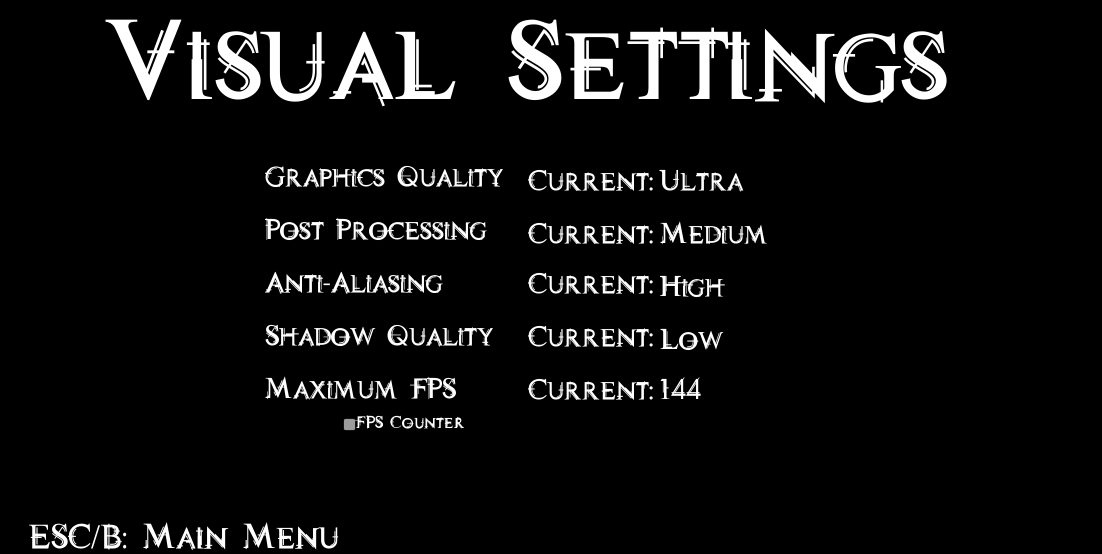 Visual Settings
Graphics Quality Current: Ultra
Post Processing Current: Medium
Anti-Aliasing Current: High
Shadow Quality Current: Low
Maximum FPS Current: 144
FPS Counter
ESC/B: Main Menu